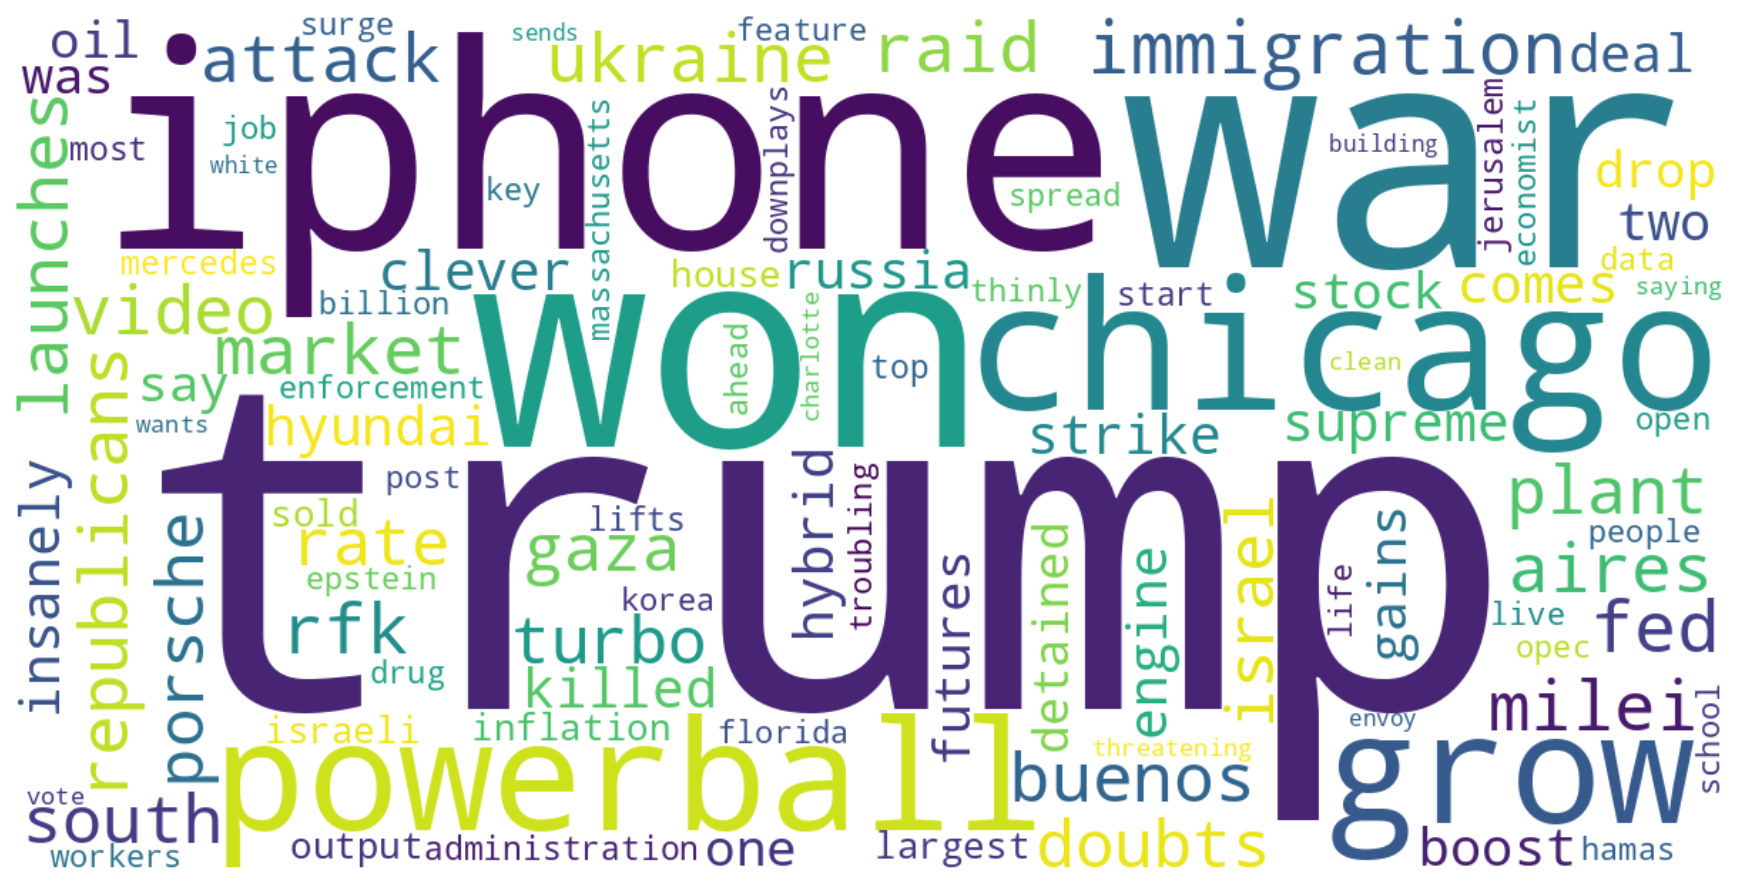 oil
surge
sends
feature
raid
immigration
deal
was
attack
ukraine
iphone
war
launches
most
job
white
key
massachusetts
downplays
spread
building
jerusalem
economist
drop
two
data
mercedes
clever
house
russia
thinly
start
stock
comes
saying
video
billion
won
chicago
market
ahead
charlotte
top
clean
say
enforcement
wants
hyundai
strike
supreme
open
republicans
trump
insanely
porsche
post
hybrid
troubling
plant
sold
lifts
people
rate
gaza
futures
detained
engine
israel
life
gains
aires
epstein
korea
live
fed
rfk
turbo
opec
drug
killed
milei
israeli
inflation
florida
envoy
school
powerball
threatening
grow
buenos
vote
south
workers
output
administration
one
largest
doubts
boost
hamas